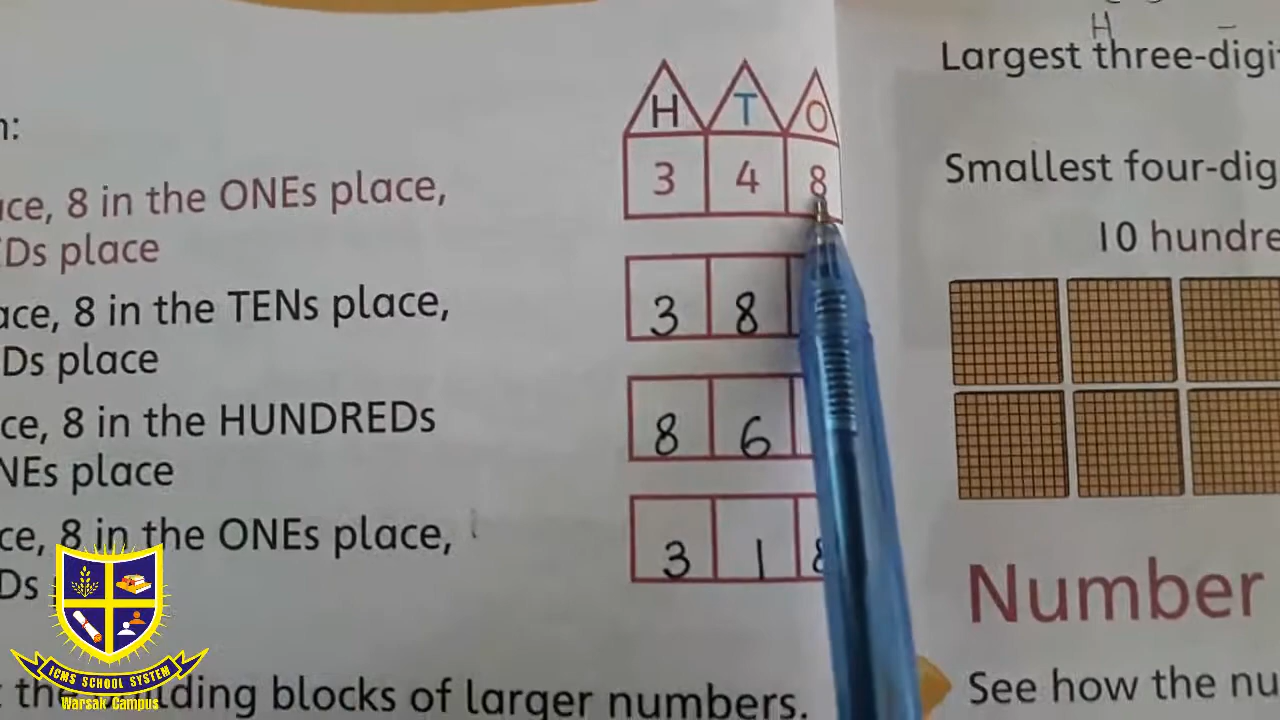 n:
ace, 8 in the ONEs place,
EDs place
ace, 8 in the TENs place,
Ds place
ce, 8 in the HUNDREDs
NEs place
ce, 8 in the ONEs place,
Ds
the building blocks of larger numbers.
H T O
3 4 8
3 8
8 6
3 1 8
H
Largest three-digi
Smallest four-dig
10 hundre
Number
See how the nu
ICMS SCHOOL SYSTEM
Warsak Campus